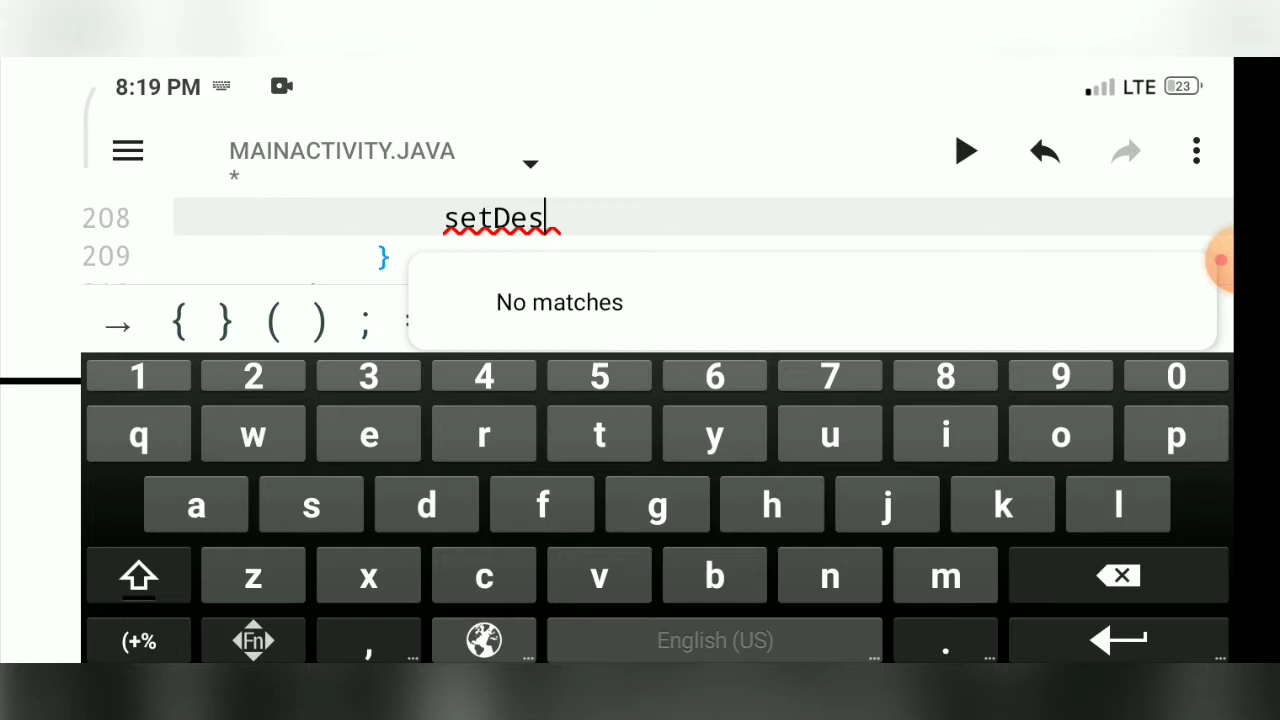 8:19 PM LTE 23
MAINACTIVITY.JAVA
*
208 setDes
209 }
No matches
→ { } ( ) ;
1 2 3 4 5 6 7 8 9 0
q w e r t y u i o p
a s d f g h j k l
z x c v b n m
(+% Fn , ... ... English (US) ... . ... ...